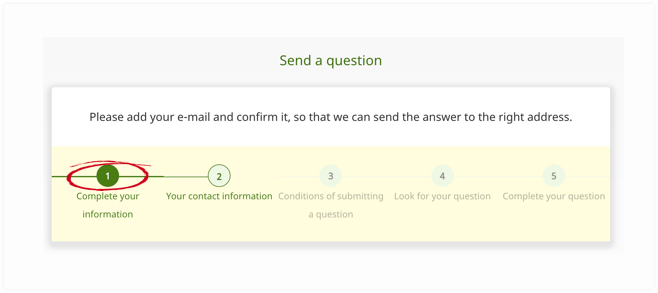 Send a question
Please add your e-mail and confirm it, so that we can send the answer to the right address.
1
2
3
4
5
Complete your
information
Your contact information
Conditions of submitting
a question
Look for your question
Complete your question